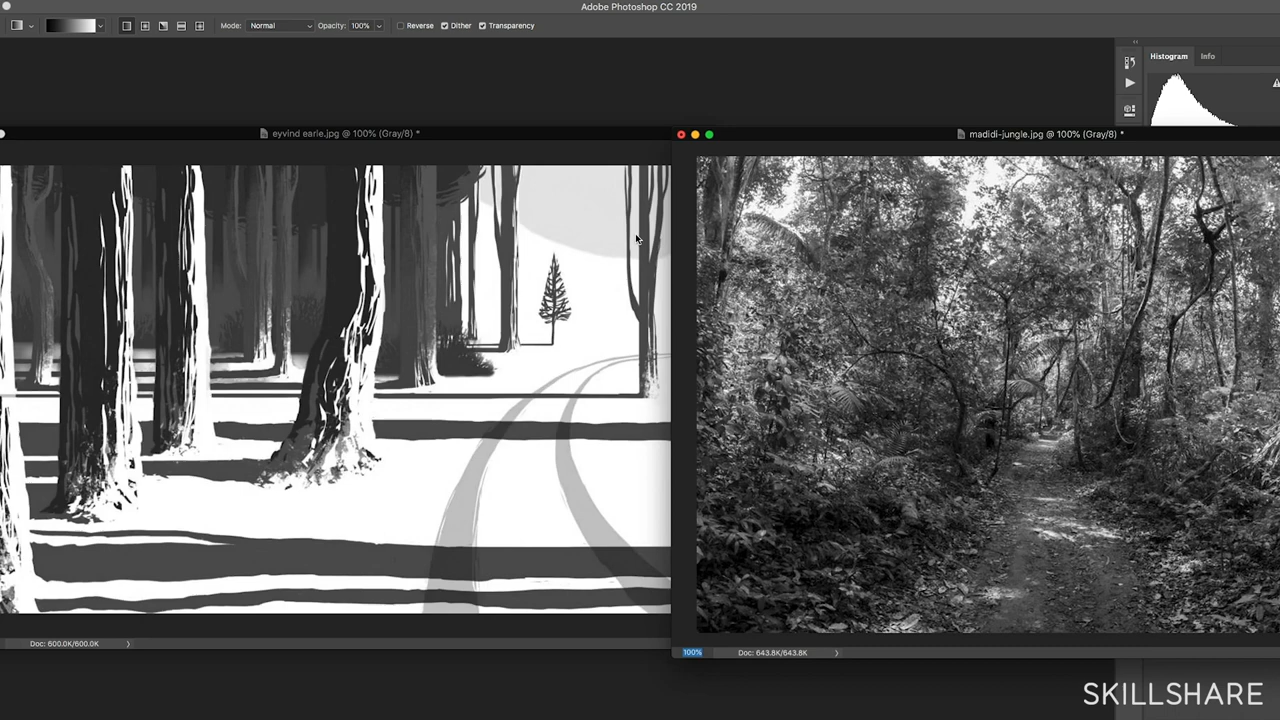 Adobe Photoshop CC 2019
Mode: Normal Opacity: 100% Reverse Dither Transparency
Histogram Info
eyvind earle.jpg @ 100% (Gray/8) *
madidi-jungle.jpg @ 100% (Gray/8) *
Doc: 600.0K/600.0K
100% Doc: 643.8K/643.8K
SKILLSHARE